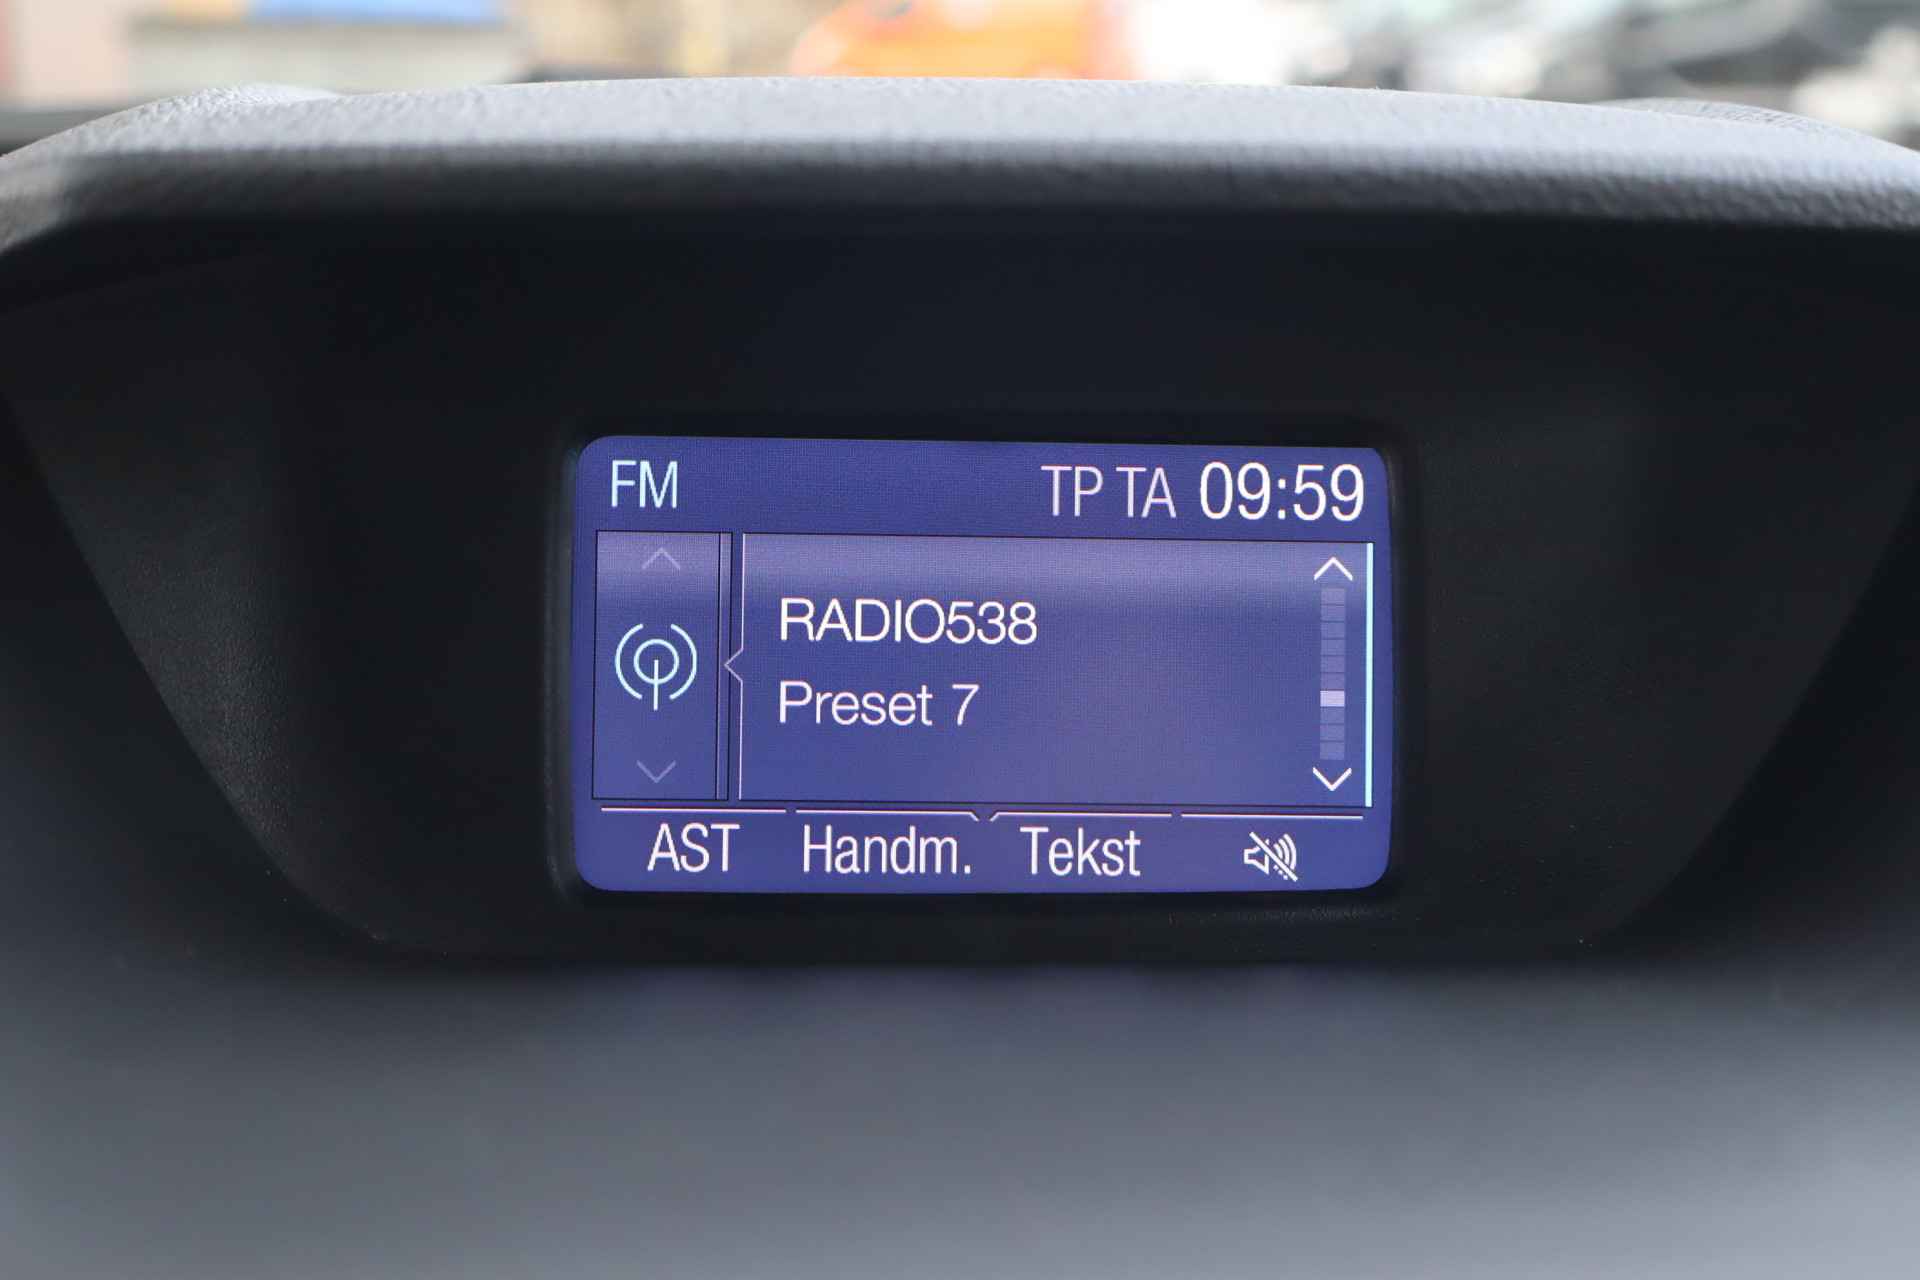 FM TP TA 09:59
RADIO538
Preset 7
AST Handm. Tekst